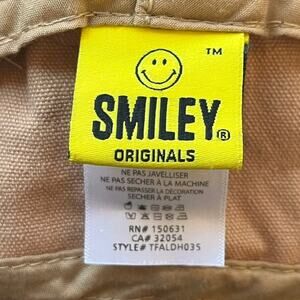 TM
SMILEY®
ORIGINALS
NE PAS JAVELLISER
NE PAS SECHER À LA MACHINE
NE PAS REPASSER LA DÉCORATION
SECHER À PLAT
RN# 150631
CA# 32054
STYLE# TFALDH035